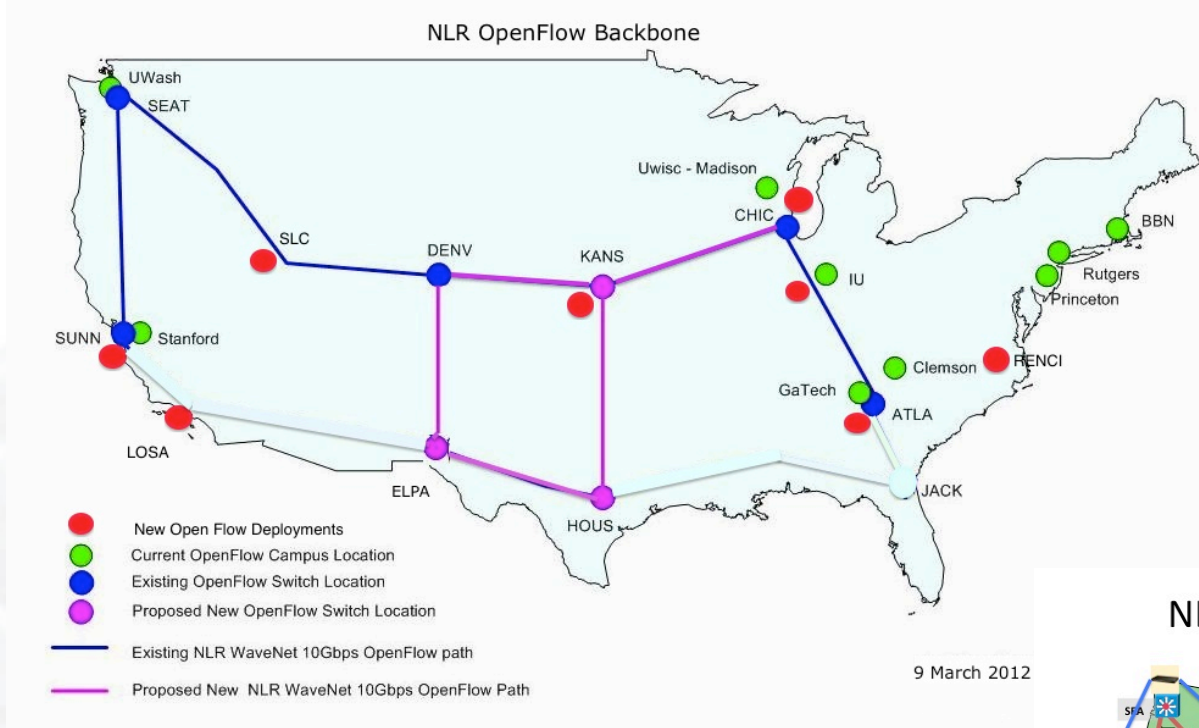 NLR OpenFlow Backbone
UWash
SEAT
Uwisc - Madison
CHIC
BBN
SLC
DENV
KANS
IU
Rutgers
Princeton
SUNN
Stanford
Clemson
RENCI
GaTech
ATLA
LOSA
ELPA
HOUS
JACK
New Open Flow Deployments
Current OpenFlow Campus Location
Existing OpenFlow Switch Location
Proposed New OpenFlow Switch Location
Existing NLR WaveNet 10Gbps OpenFlow path
Proposed New NLR WaveNet 10Gbps OpenFlow Path
9 March 2012
SEA